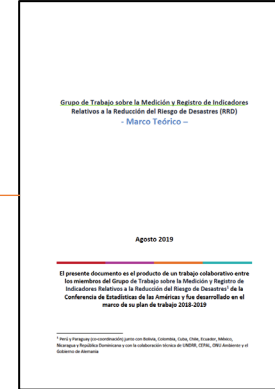 Grupo de Trabajo sobre la Medición y Registro de Indicadores
Relativos a la Reducción del Riesgo de Desastres (RRD)
- Marco Teórico –
Agosto 2019
El presente documento es el producto de un trabajo colaborativo entre
los miembros del Grupo de Trabajo sobre la Medición y Registro de
Indicadores Relativos a la Reducción del Riesgo de Desastres¹ de la
Conferencia de Estadísticas de las Américas y fue desarrollado en el
marco de su plan de trabajo 2018-2019
¹ Perú y Paraguay (co-coordinación) junto con Bolivia, Colombia, Cuba, Chile, Ecuador, México,
Nicaragua y República Dominicana y con la colaboración técnica de UNDRR, CEPAL, ONU Ambiente y el
Gobierno de Alemania